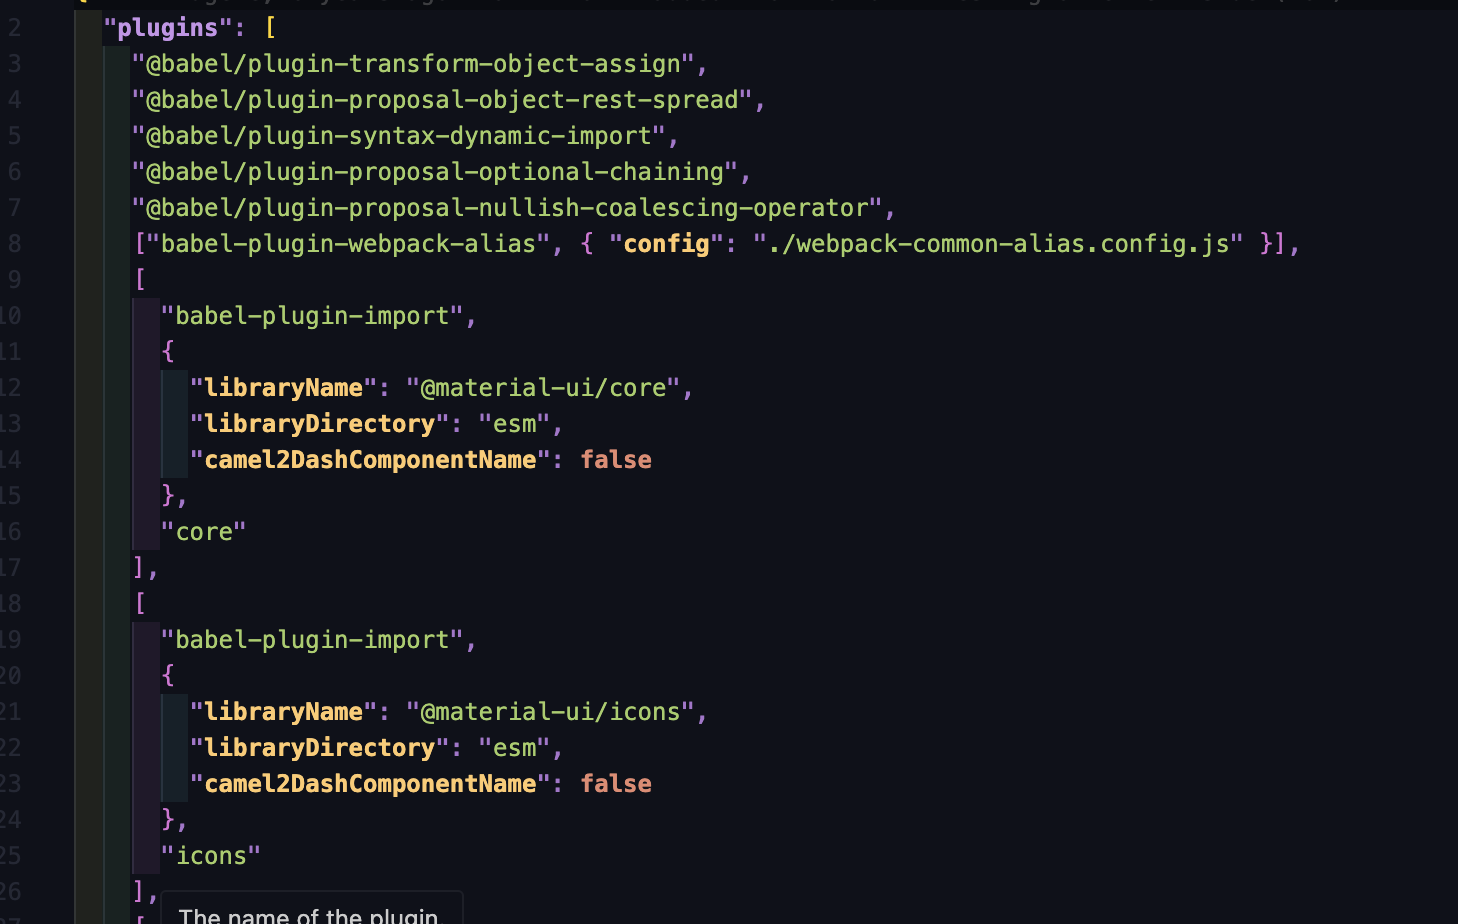 2 "plugins": [
3 "@babel/plugin-transform-object-assign",
4 "@babel/plugin-proposal-object-rest-spread",
5 "@babel/plugin-syntax-dynamic-import",
6 "@babel/plugin-proposal-optional-chaining",
7 "@babel/plugin-proposal-nullish-coalescing-operator",
8 ["babel-plugin-webpack-alias", { "config": "./webpack-common-alias.config.js" }],
9 [
10 "babel-plugin-import",
11 {
12 "libraryName": "@material-ui/core",
13 "libraryDirectory": "esm",
14 "camel2DashComponentName": false
15 },
16 "core"
17 ],
18 [
19 "babel-plugin-import",
20 {
21 "libraryName": "@material-ui/icons",
22 "libraryDirectory": "esm",
23 "camel2DashComponentName": false
24 },
25 "icons"
26 ],
27 [
The name of the plugin.